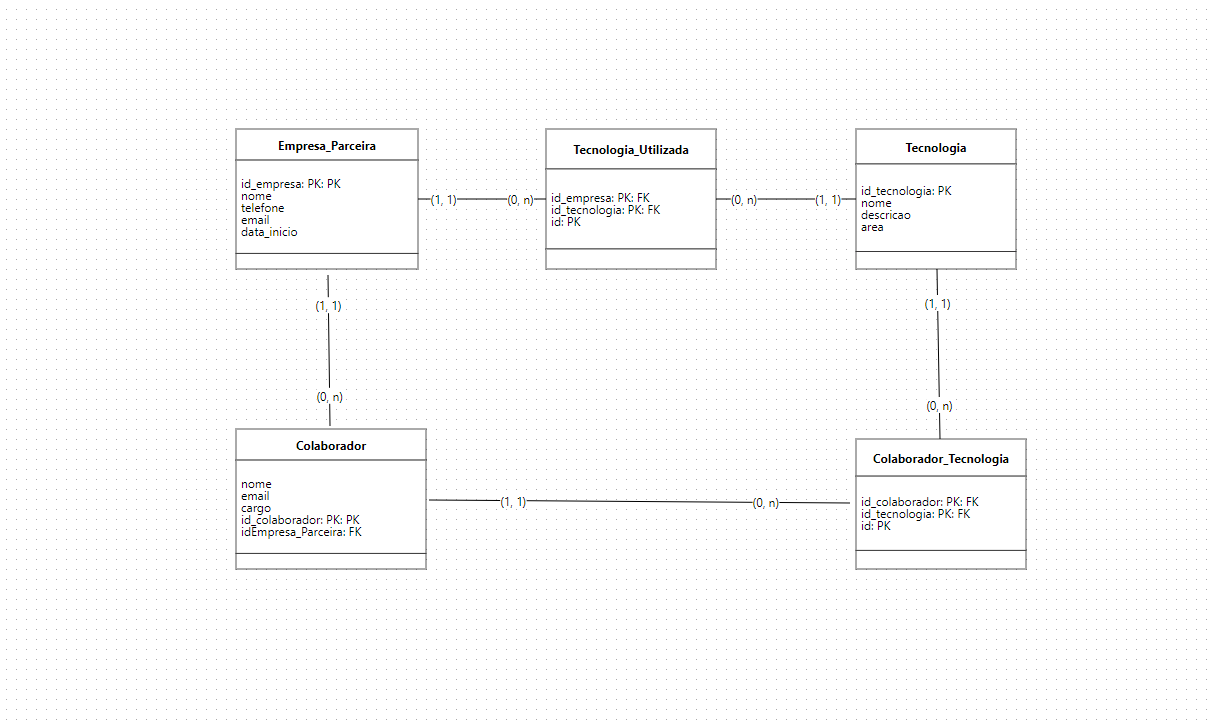 Empresa_Parceira
id_empresa: PK: PK
nome
telefone
email
data_inicio
(1, 1)
(0, n)
Tecnologia_Utilizada
id_empresa: PK: FK
id_tecnologia: PK: FK
id: PK
(0, n)
(1, 1)
Tecnologia
id_tecnologia: PK
nome
descricao
area
(1, 1)
(0, n)
(1, 1)
(0, n)
Colaborador
nome
email
cargo
id_colaborador: PK: PK
idEmpresa_Parceira: FK
(1, 1)
(0, n)
Colaborador_Tecnologia
id_colaborador: PK: FK
id_tecnologia: PK: FK
id: PK